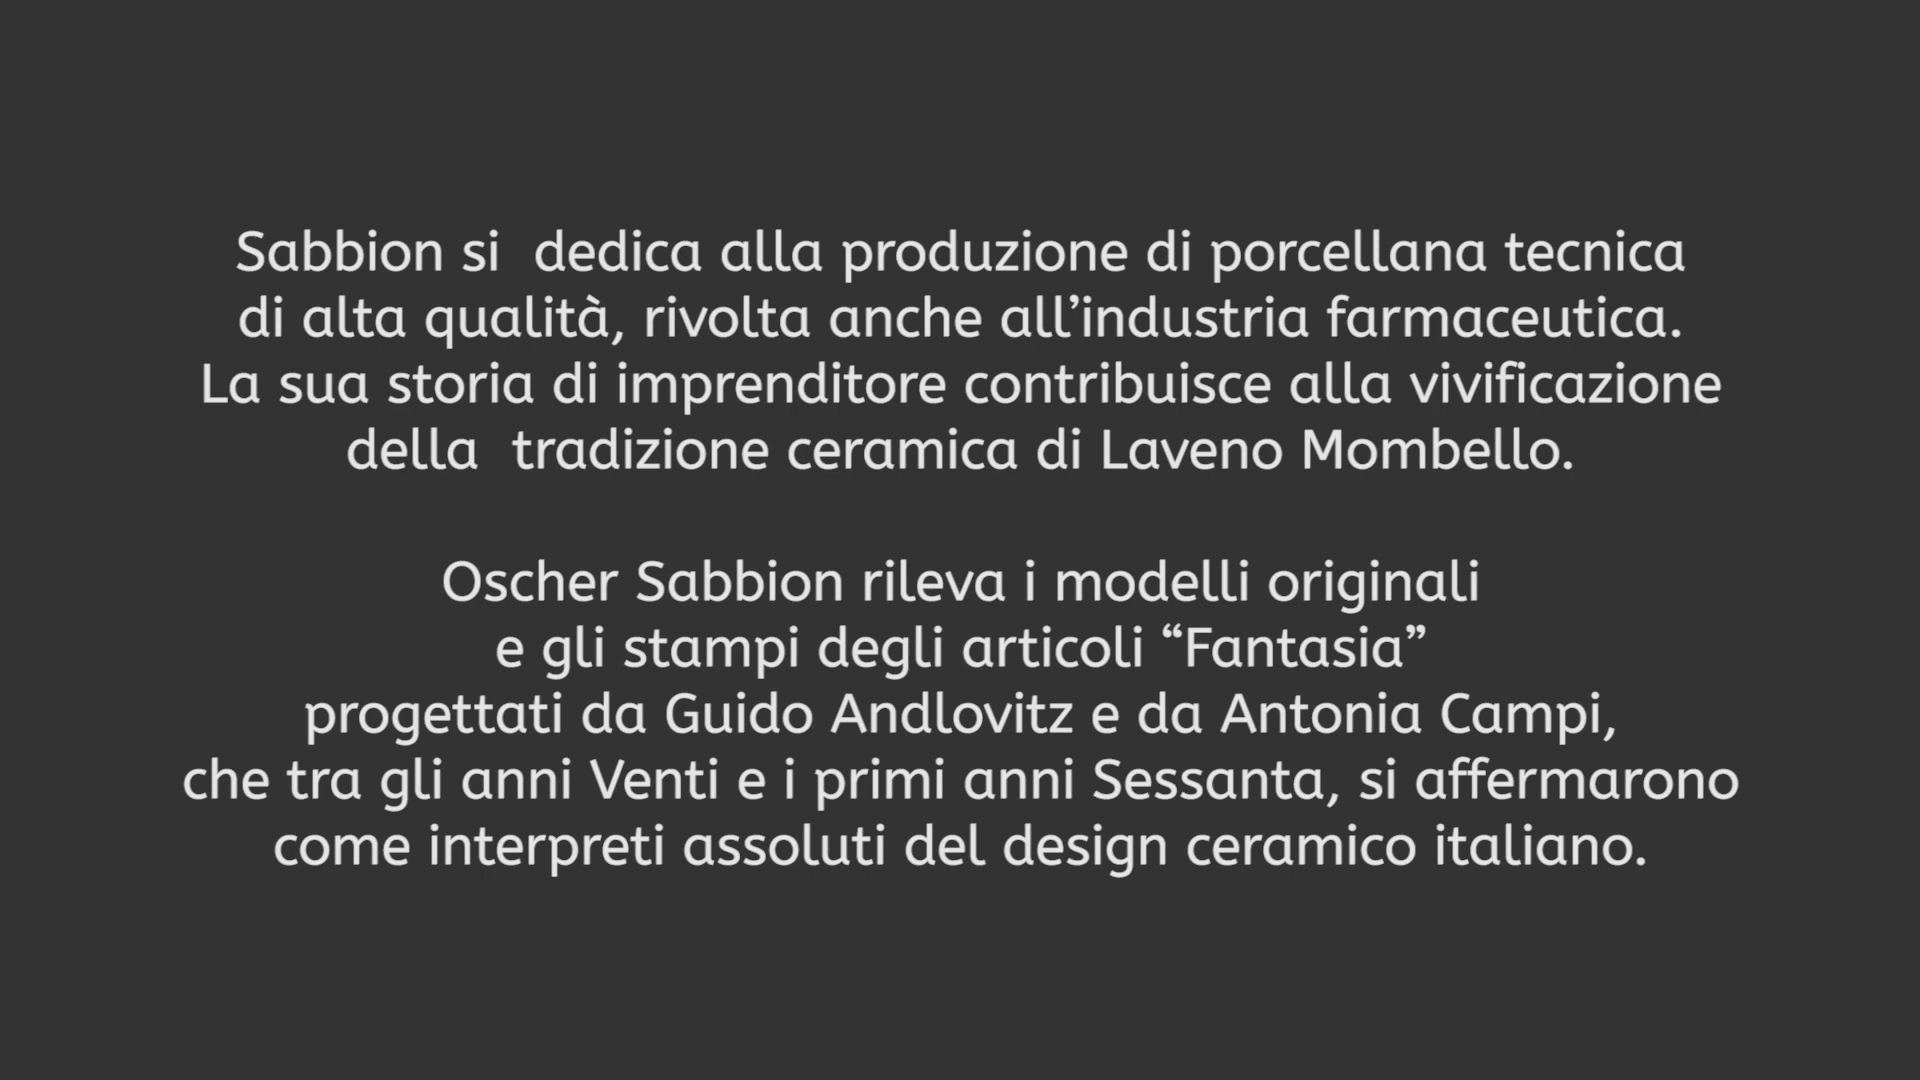 Sabbion si  dedica alla produzione di porcellana tecnica
di alta qualità, rivolta anche all’industria farmaceutica.
La sua storia di imprenditore contribuisce alla vivificazione
della  tradizione ceramica di Laveno Mombello.
Oscher Sabbion rileva i modelli originali
e gli stampi degli articoli “Fantasia”
progettati da Guido Andlovitz e da Antonia Campi,
che tra gli anni Venti e i primi anni Sessanta, si affermarono
come interpreti assoluti del design ceramico italiano.